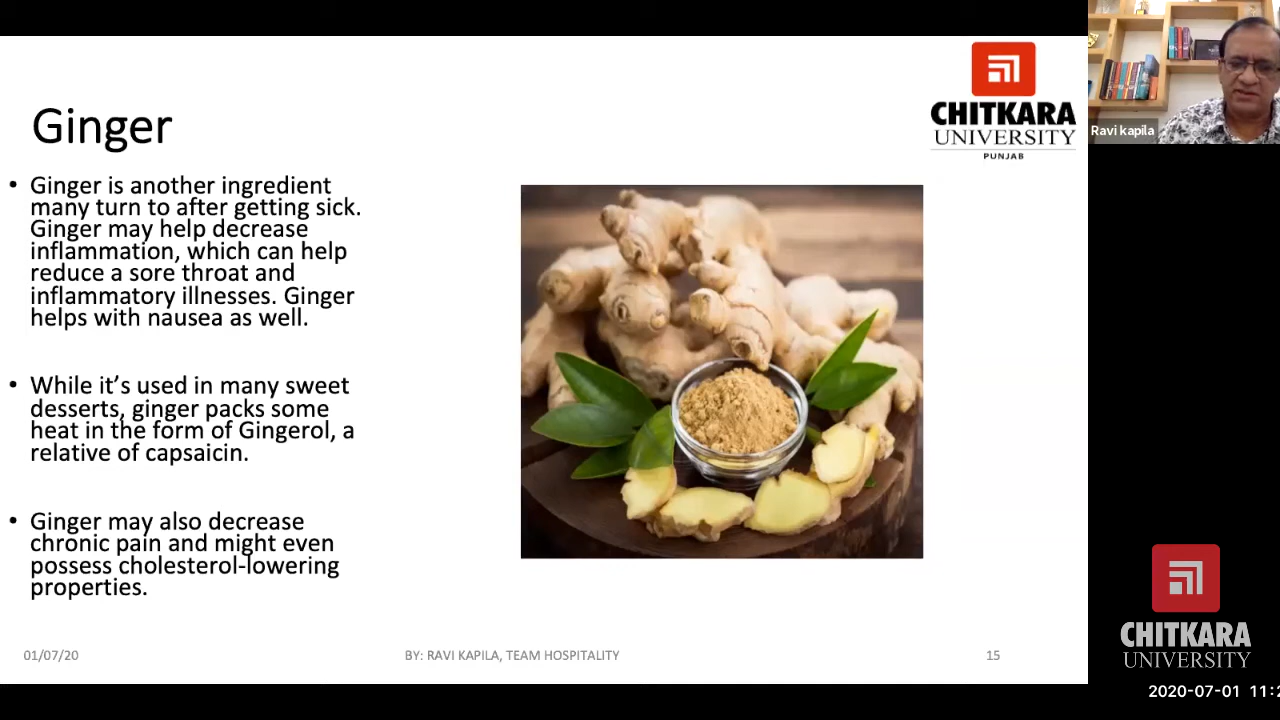 Ginger
• Ginger is another ingredient
many turn to after getting sick.
Ginger may help decrease
inflammation, which can help
reduce a sore throat and
inflammatory illnesses. Ginger
helps with nausea as well.
• While it’s used in many sweet
desserts, ginger packs some
heat in the form of Gingerol, a
relative of capsaicin.
• Ginger may also decrease
chronic pain and might even
possess cholesterol-lowering
properties.
01/07/20
BY: RAVI KAPILA, TEAM HOSPITALITY
15
CHITKARA
UNIVERSITY
PUNJAB
Ravi kapila
CHITKARA
UNIVERSITY
2020-07-01 11:2